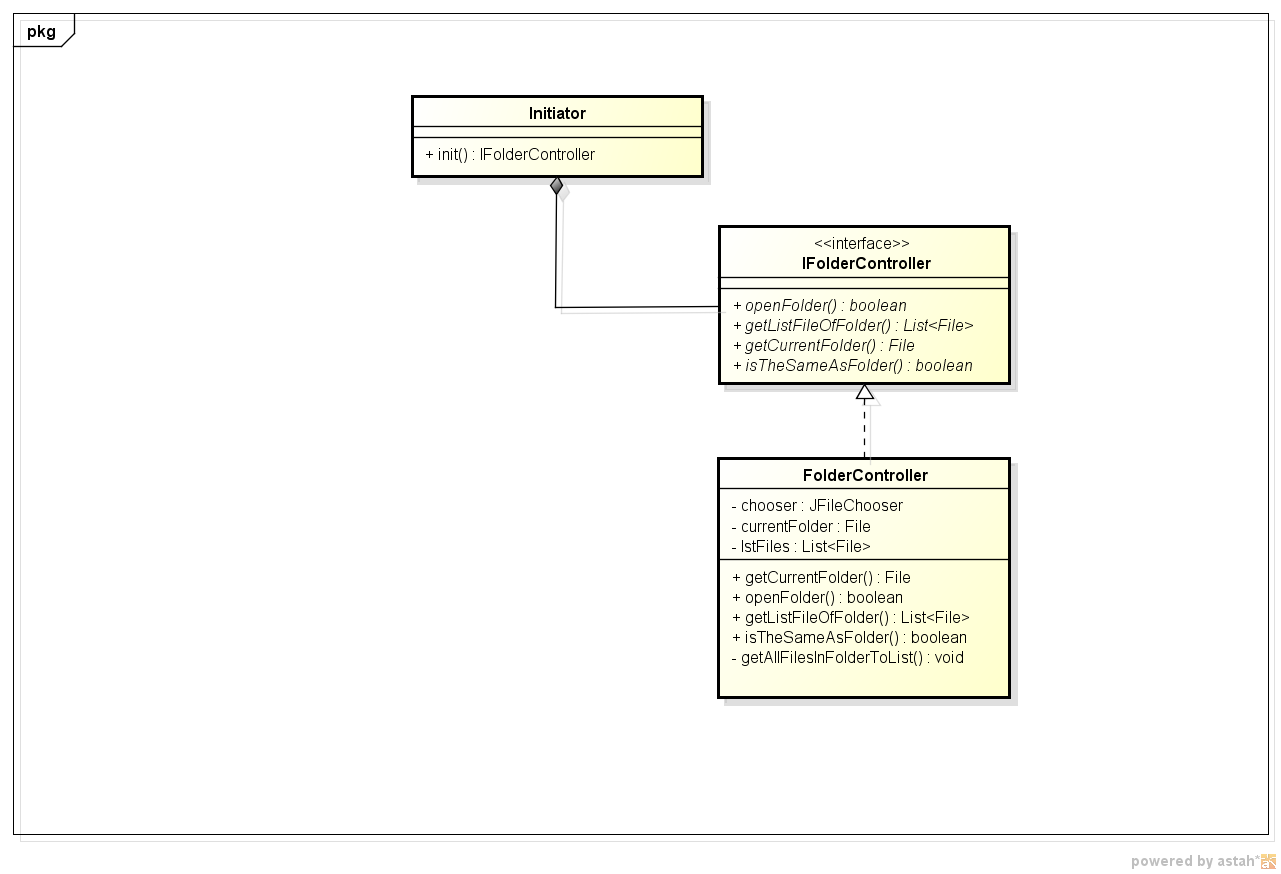 pkg
Initiator
+ init() : IFolderController
<<interface>>
IFolderController
+ openFolder() : boolean
+ getListFileOfFolder() : List<File>
+ getCurrentFolder() : File
+ isTheSameAsFolder() : boolean
FolderController
- chooser : JFileChooser
- currentFolder : File
- lstFiles : List<File>
+ getCurrentFolder() : File
+ openFolder() : boolean
+ getListFileOfFolder() : List<File>
+ isTheSameAsFolder() : boolean
- getAllFilesInFolderToList() : void
powered by astah*